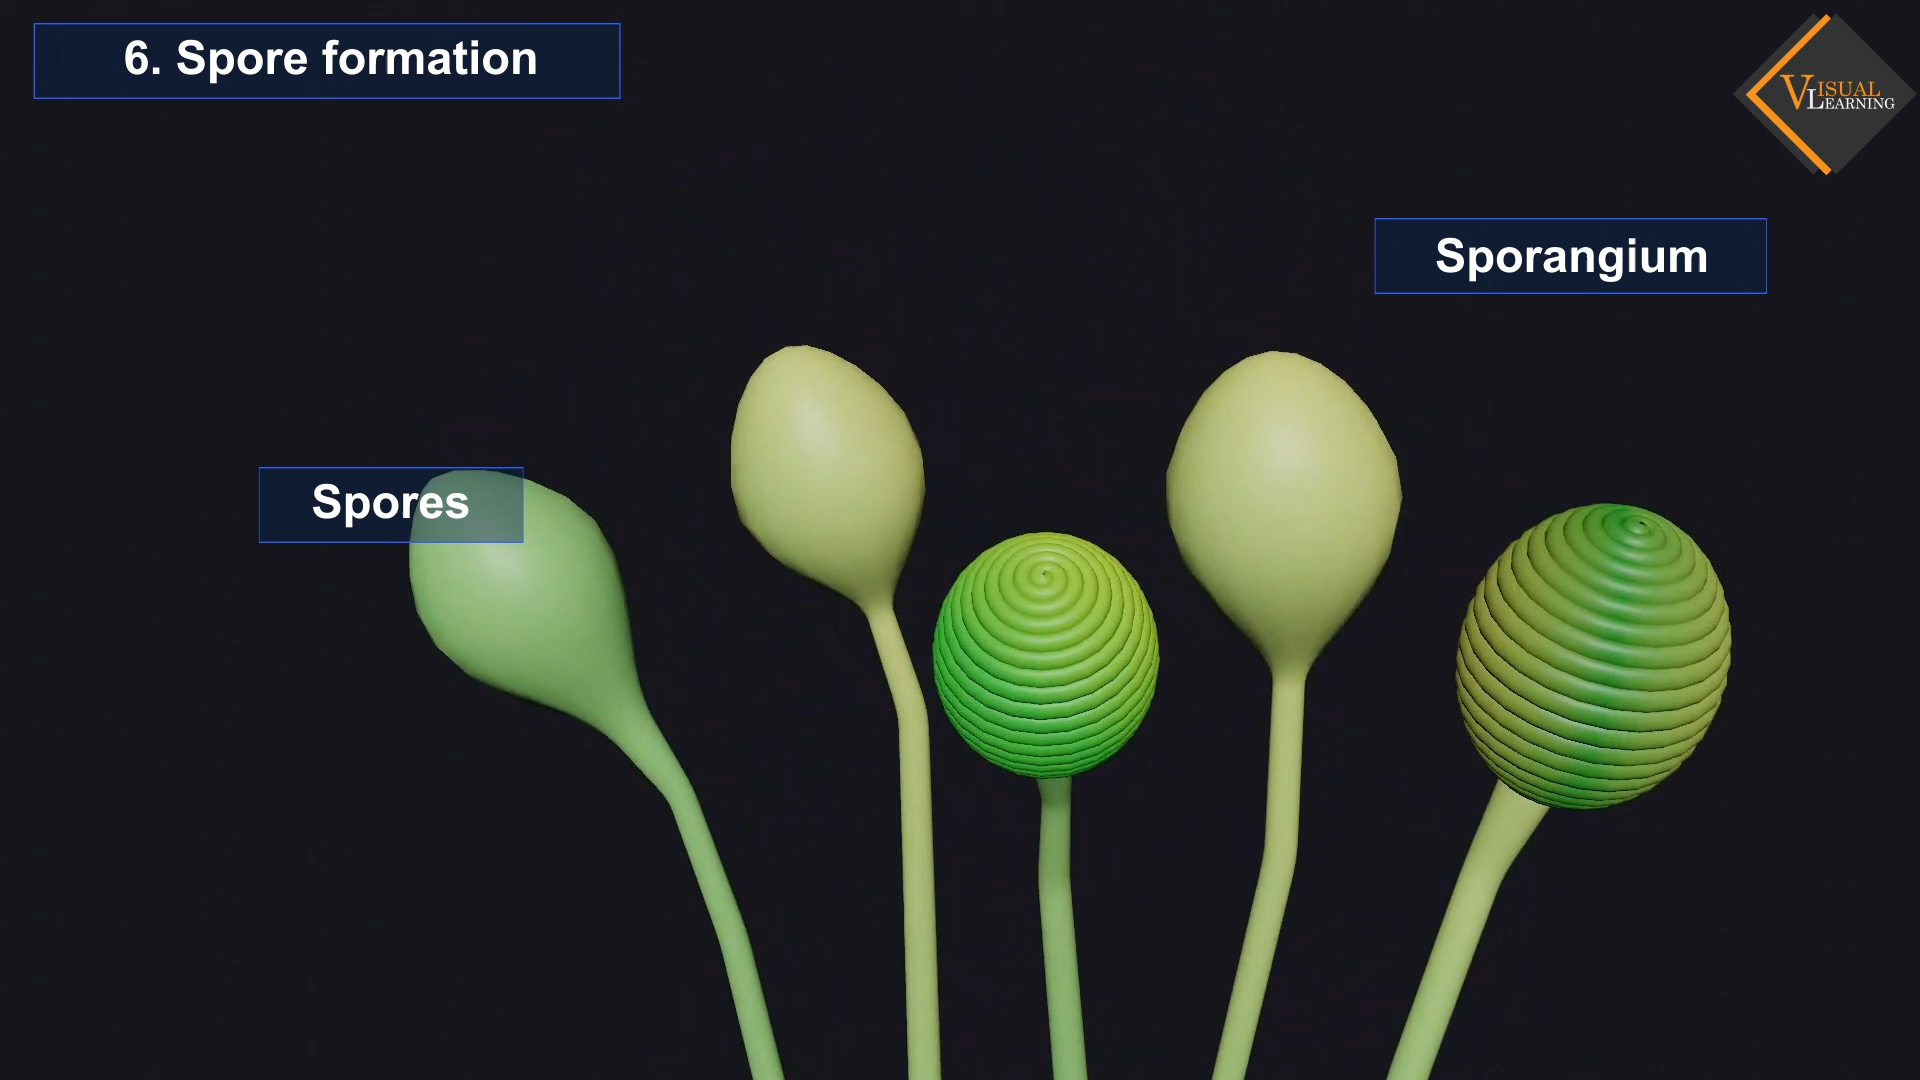 6. Spore formation
VISUAL
LEARNING
Sporangium
Spores